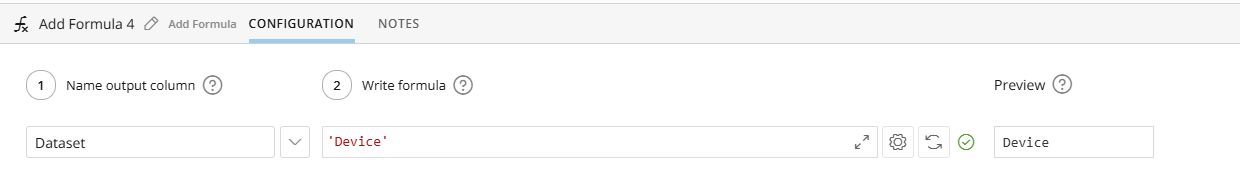 Add Formula 4 Add Formula CONFIGURATION NOTES
1 Name output column ? 2 Write formula ? Preview ?
Dataset 'Device' Device